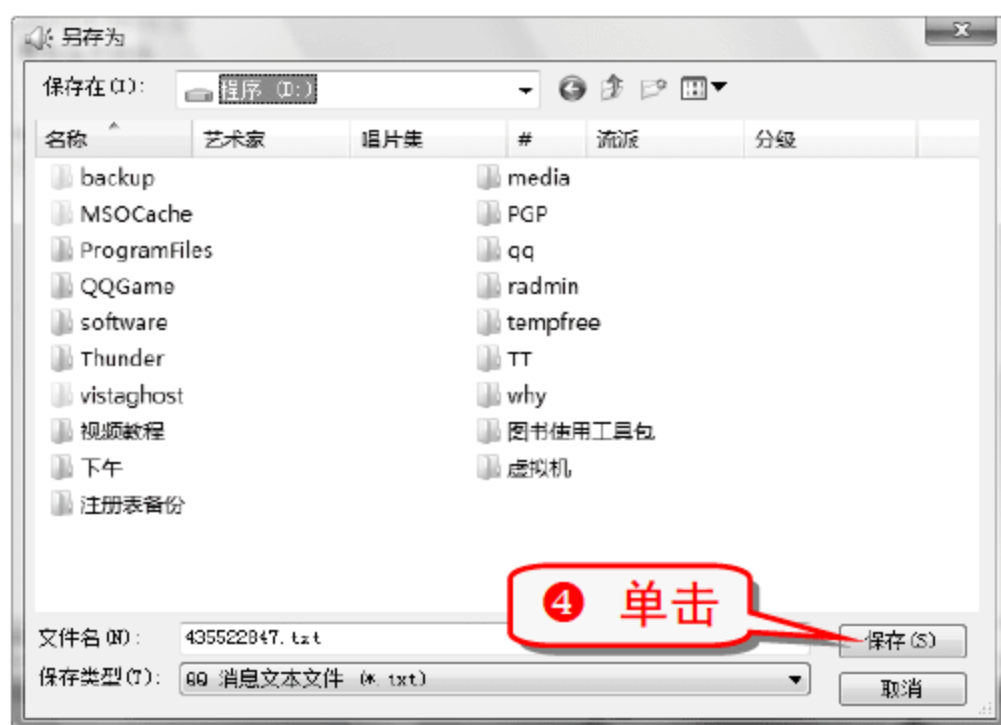 另存为
保存在(I): 程序 (D:)
名称 艺术家 唱片集 # 流派 分级
backup media
MSOCache PGP
ProgramFiles qq
QQGame radmin
software tempfree
Thunder TT
vistaghost why
视频教程 图书使用工具包
下午 虚拟机
注册表备份
4 单击
文件名(N): 435522847.txt 保存(S)
保存类型(T): QQ 消息文本文件 (*.txt) 取消